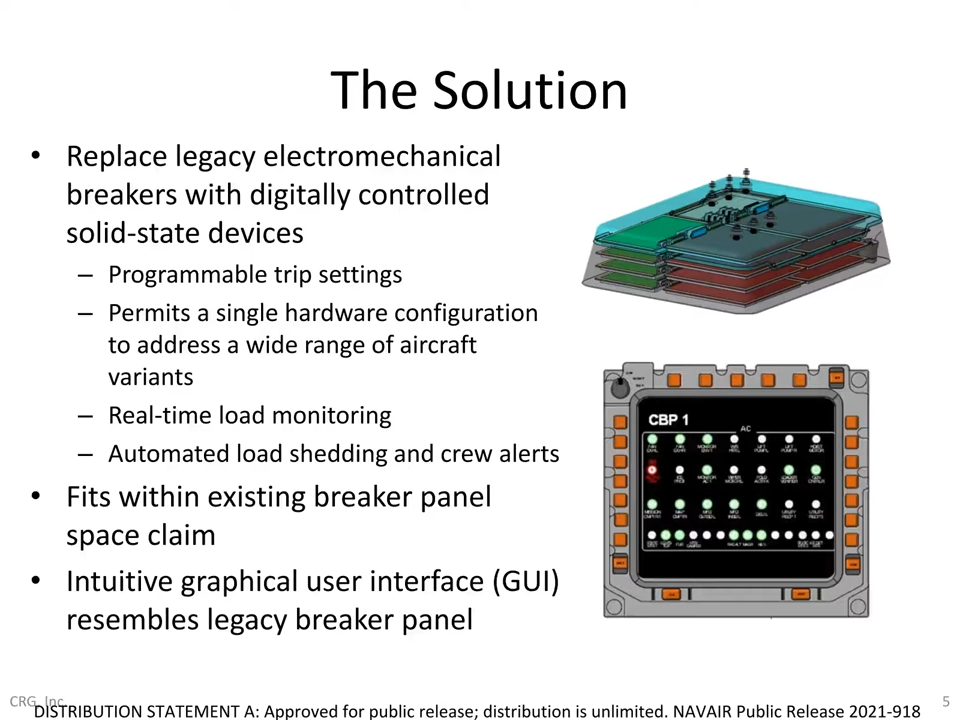 The Solution
• Replace legacy electromechanical
breakers with digitally controlled
solid-state devices
– Programmable trip settings
– Permits a single hardware configuration
to address a wide range of aircraft
variants
– Real-time load monitoring
– Automated load shedding and crew alerts
• Fits within existing breaker panel
space claim
• Intuitive graphical user interface (GUI)
resembles legacy breaker panel
CBP 1
AC
CRG, Inc.
5
DISTRIBUTION STATEMENT A: Approved for public release; distribution is unlimited. NAVAIR Public Release 2021-918